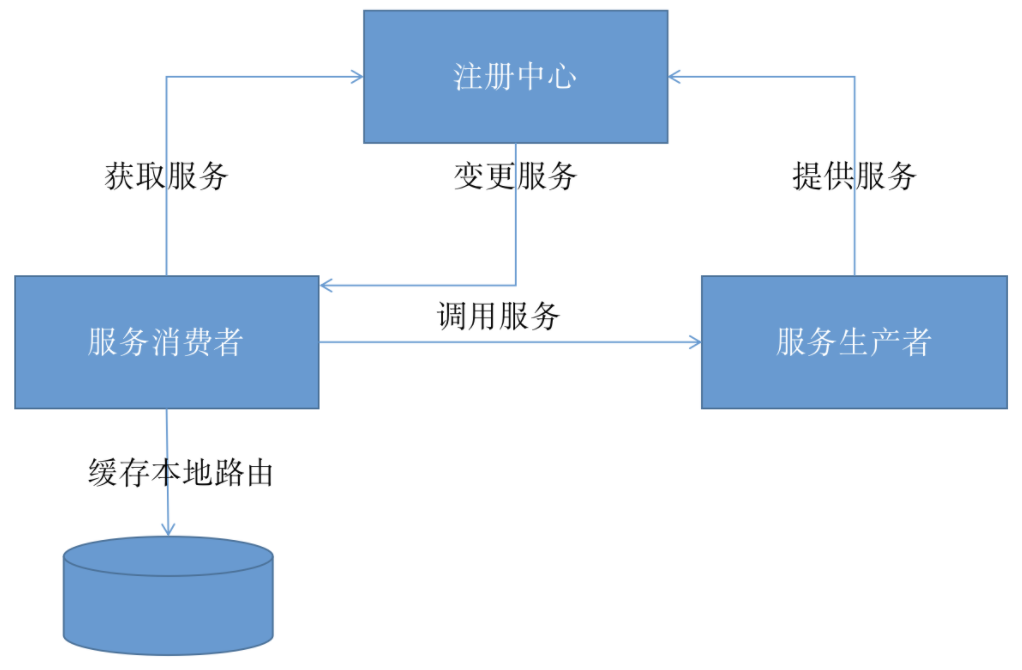 注册中心
获取服务
变更服务
提供服务
调用服务
服务消费者
服务生产者
缓存本地路由